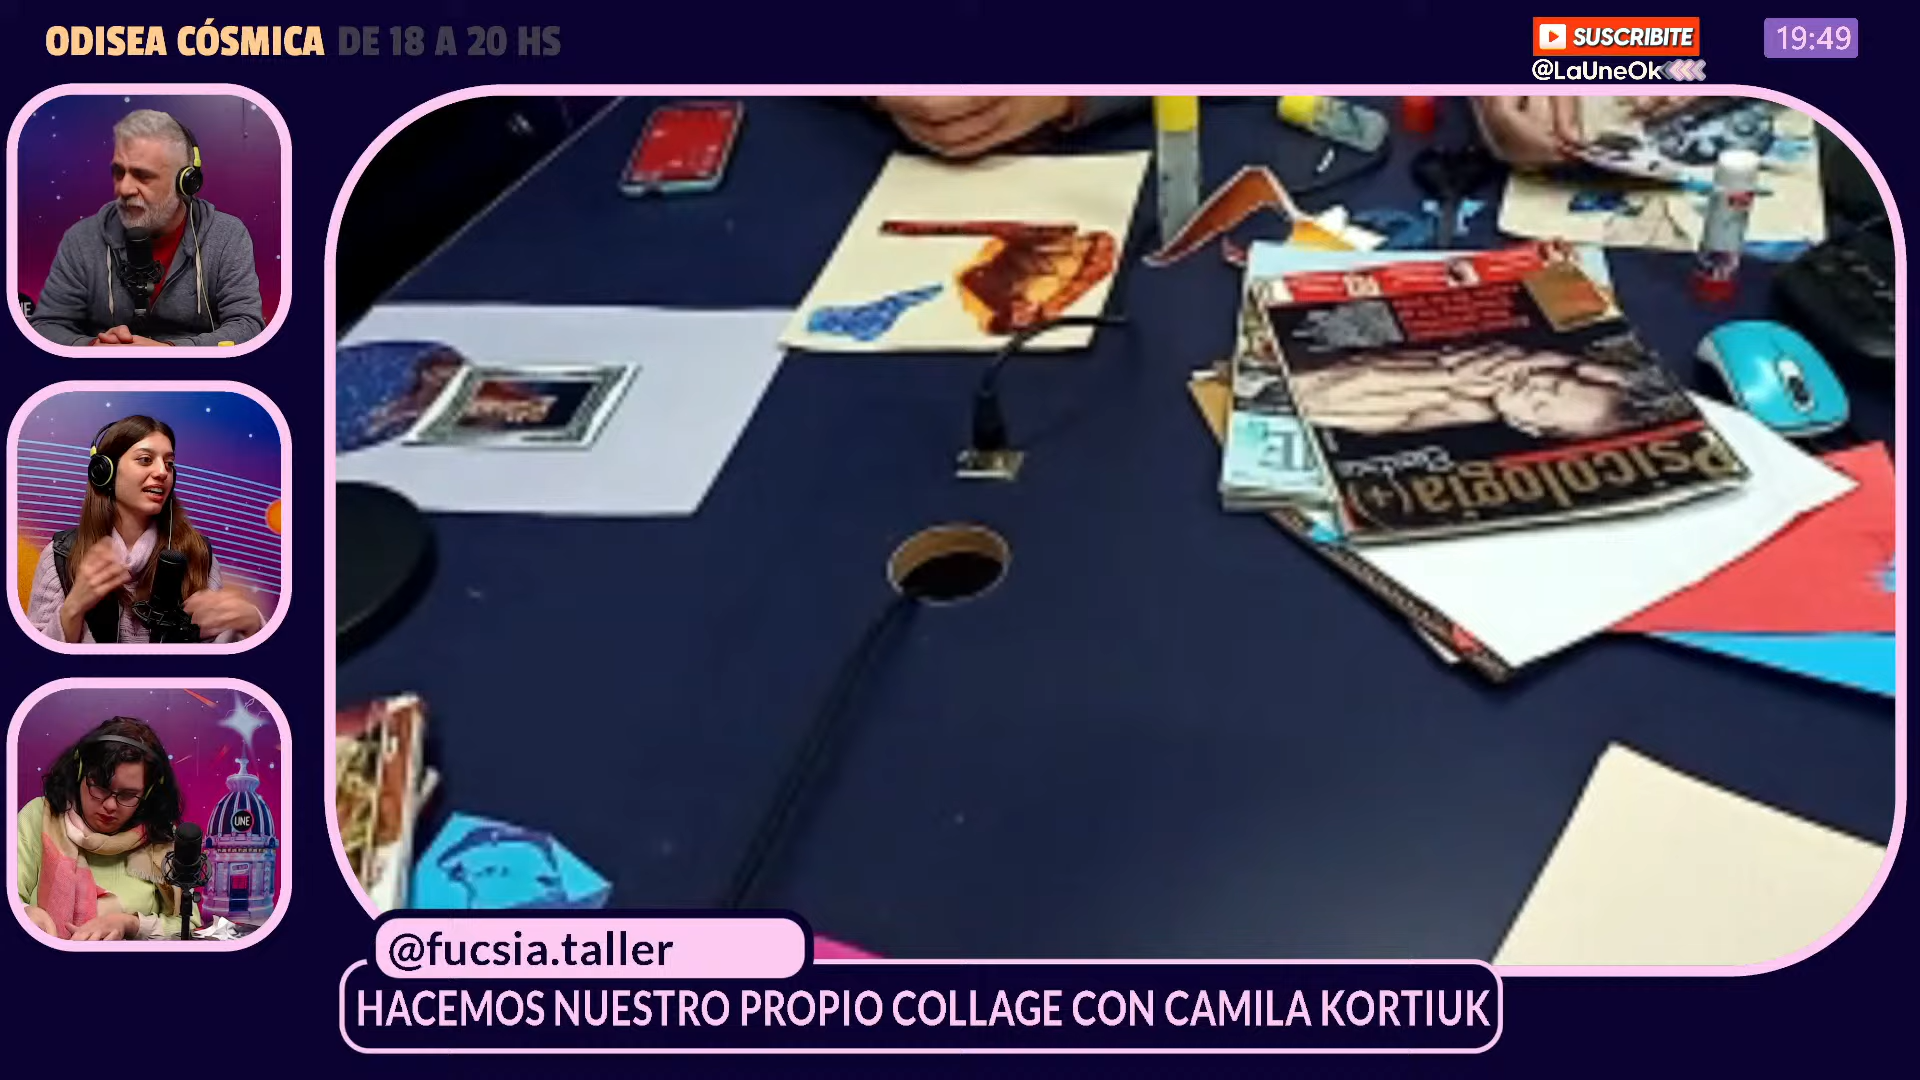 ODISEA CÓSMICA DE 18 A 20 HS
SUSCRIBITE
@LaUneOk
19:49
Psicología(+)
UNE
@fucsia.taller
HACEMOS NUESTRO PROPIO COLLAGE CON CAMILA KORTIUK